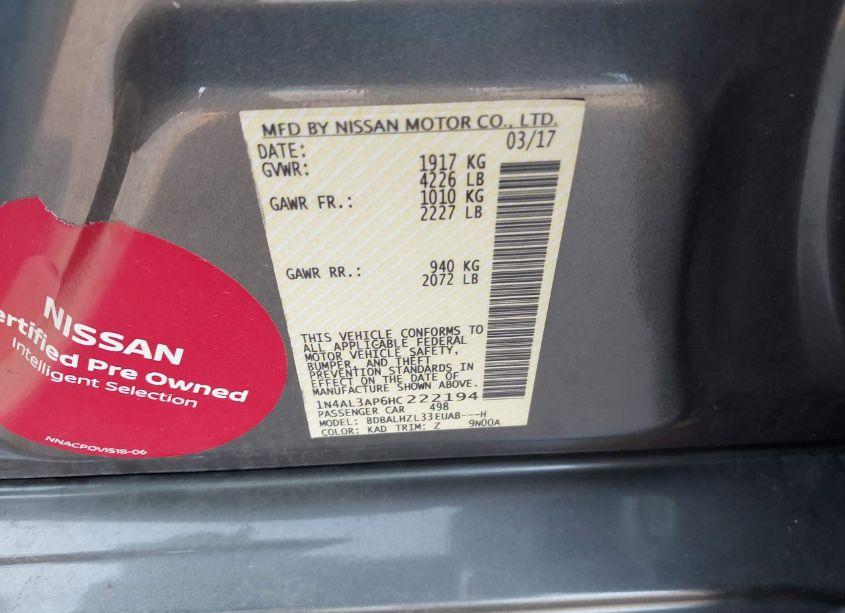 MFD BY NISSAN MOTOR CO., LTD.
DATE: 03/17
GVWR: 1917 KG
4226 LB
GAWR FR.: 1010 KG
2227 LB
GAWR RR.: 940 KG
2072 LB
THIS VEHICLE CONFORMS TO
ALL APPLICABLE FEDERAL
MOTOR VEHICLE SAFETY,
BUMPER, AND THEFT
PREVENTION STANDARDS IN
EFFECT ON THE DATE OF
MANUFACTURE SHOWN ABOVE.
1N4AL3AP6HC222194
PASSENGER CAR 498
MODEL: BDBALHZL33EUAB---H
COLOR: KAD TRIM: Z 9N00A
NISSAN
ertified Pre Owned
Intelligent Selection
NNACPOVIS18-06